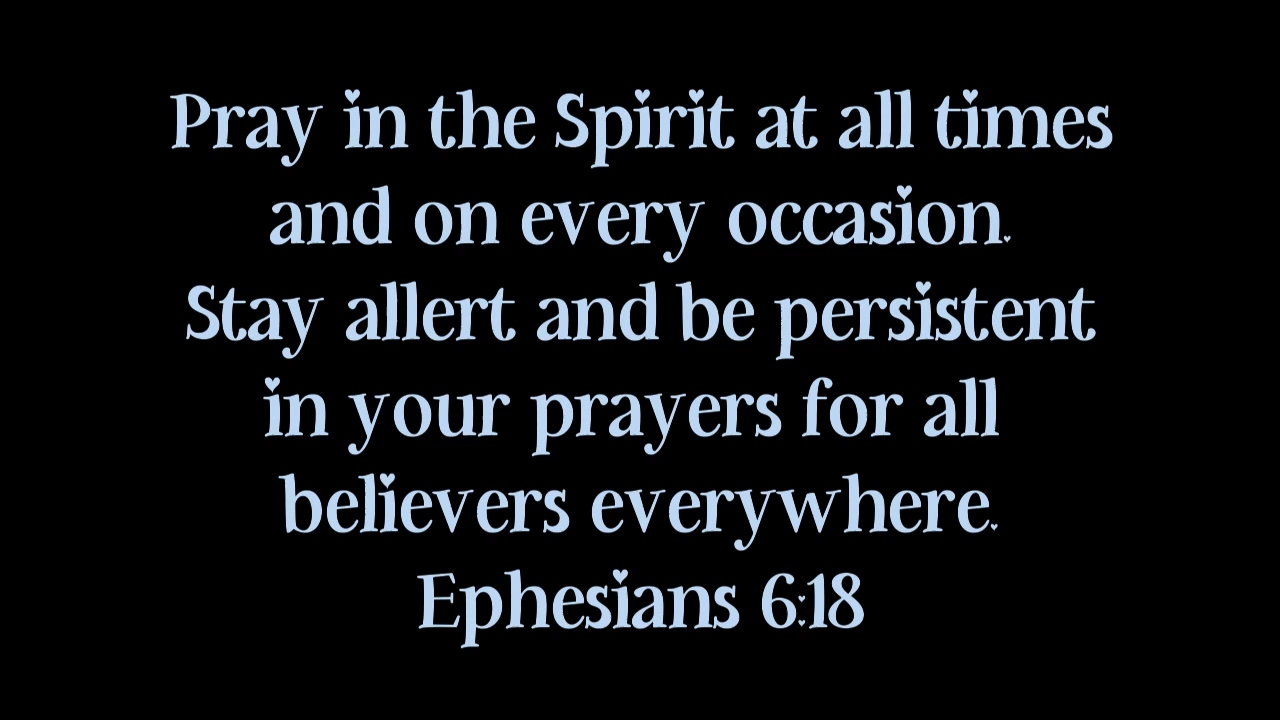 Pray in the Spirit at all times
and on every occasion.
Stay allert and be persistent
in your prayers for all
believers everywhere.
Ephesians 6:18